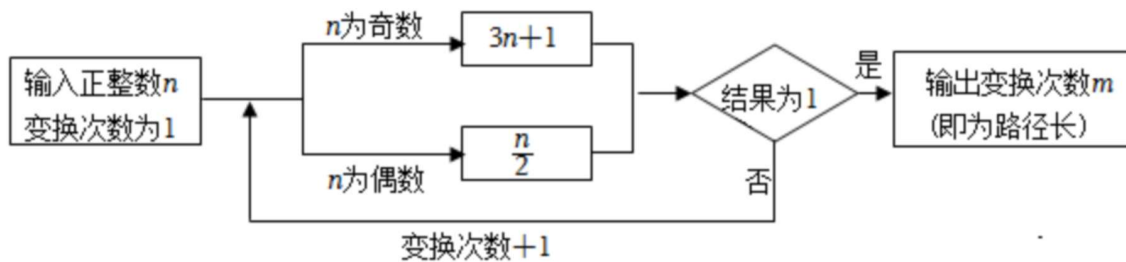 输入正整数n
变换次数为1
n为奇数
3n+1
n为偶数
n/2
结果为1
是
否
输出变换次数m
(即为路径长)
变换次数+1